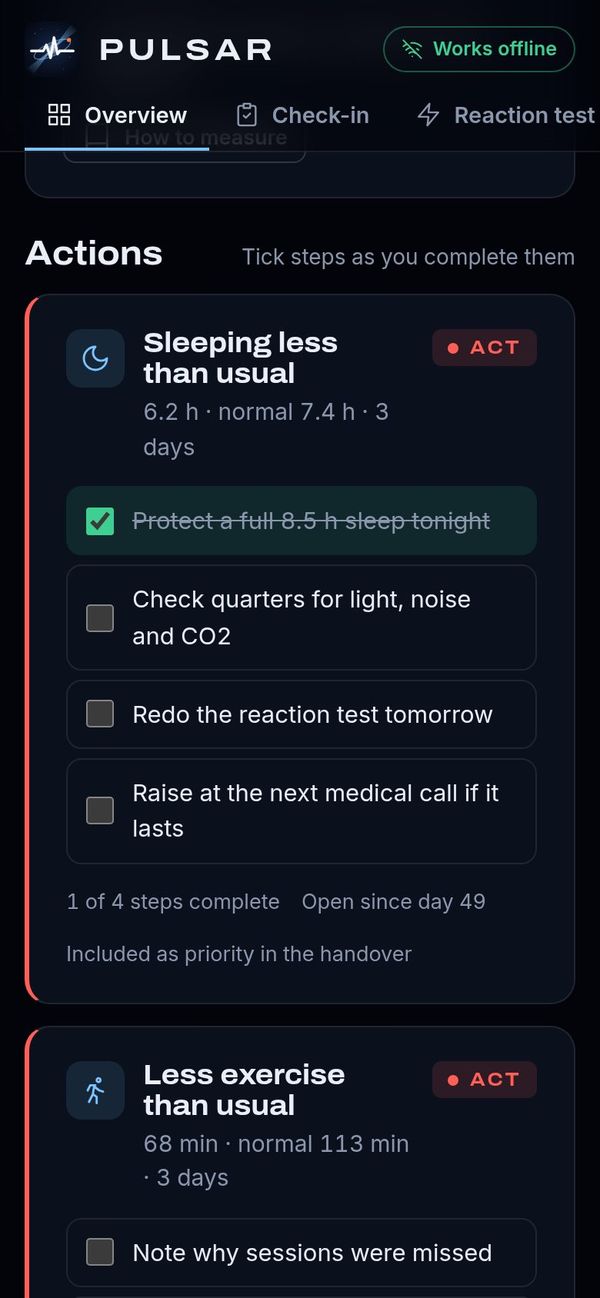 PULSAR
Works offline
Overview
Check-in
Reaction test
How to measure
Actions
Tick steps as you complete them
Sleeping less
than usual
ACT
6.2 h · normal 7.4 h · 3
days
Protect a full 8.5 h sleep tonight
Check quarters for light, noise
and CO2
Redo the reaction test tomorrow
Raise at the next medical call if it
lasts
1 of 4 steps complete
Open since day 49
Included as priority in the handover
Less exercise
than usual
ACT
68 min · normal 113 min
· 3 days
Note why sessions were missed